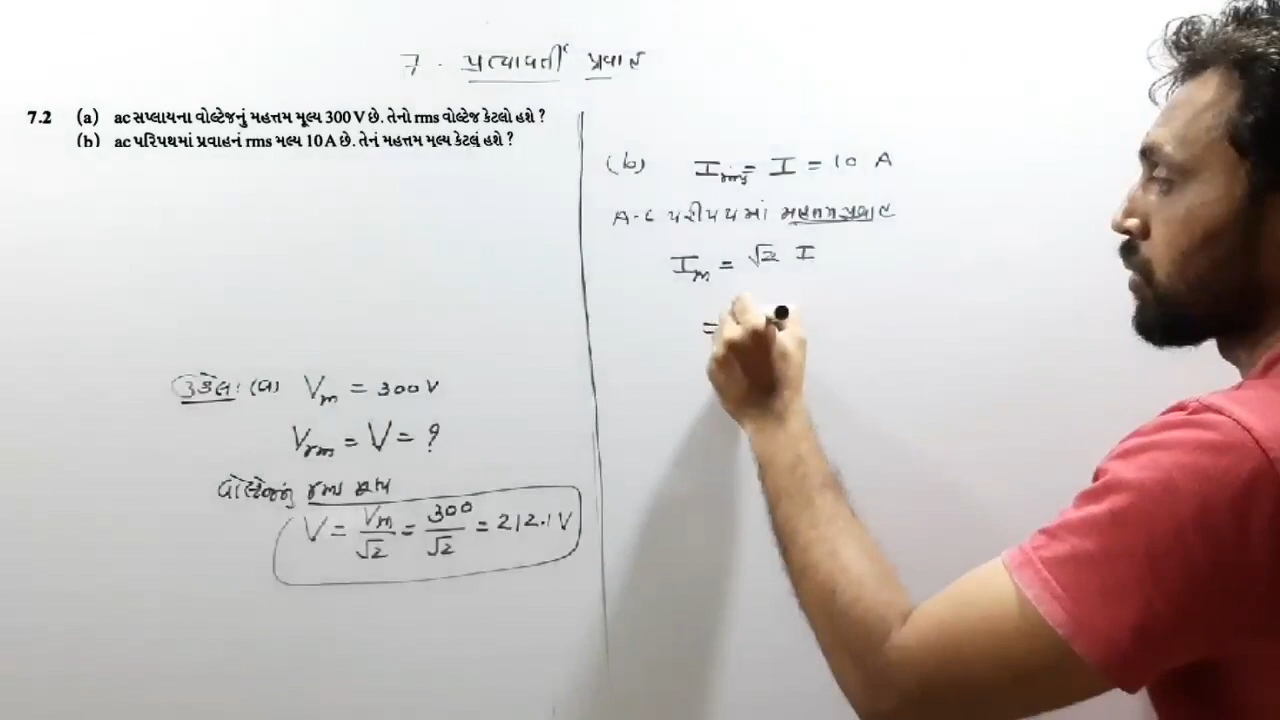 7. પ્રત્યાવર્તી પ્રવાહ
7.2 (a) ac સપ્લાયના વોલ્ટેજનું મહત્તમ મૂલ્ય 300 V છે. તેનો rms વોલ્ટેજ કેટલો હશે ?
(b) ac પરિપથમાં પ્રવાહનં rms મલ્ય 10 A છે. તેનં મહત્તમ મલ્ય કેટલું હશે ?
ઉકેલ: (a) Vm = 300 V
Vrms = V = ?
વોલ્ટેજનું rms
V = Vm/√2 = 300/√2 = 212.1 V
(b) Irms = I = 10 A
A-C પરીપથમાં મહત્તમ પ્રવાહ
Im = √2 I
=